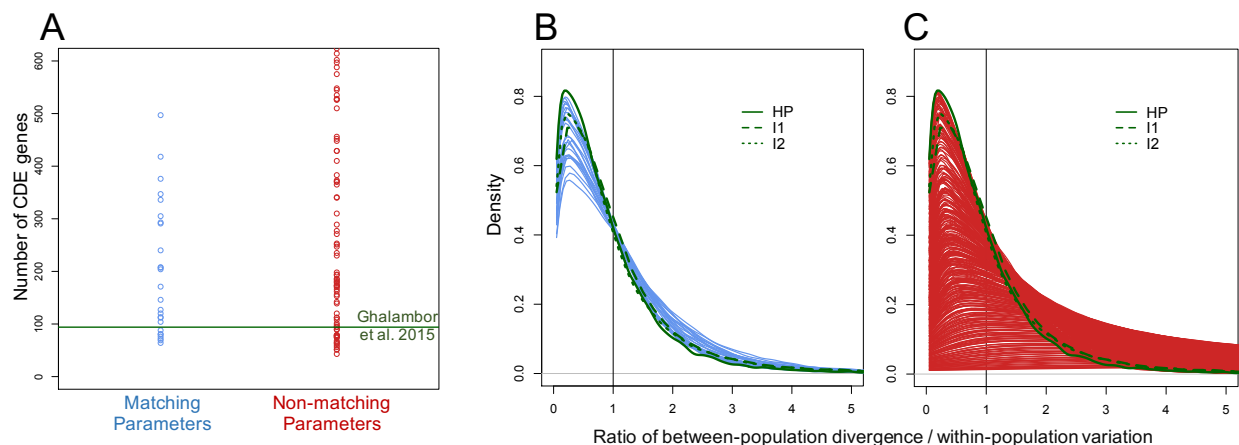 A
Number of CDE genes
600
500
400
300
200
100
0
Ghalambor
et al. 2015
Matching
Parameters
Non-matching
Parameters
B
Density
0.8
0.6
0.4
0.2
0.0
HP
I1
I2
0 1 2 3 4 5
C
0.8
0.6
0.4
0.2
0.0
HP
I1
I2
0 1 2 3 4 5
Ratio of between-population divergence / within-population variation